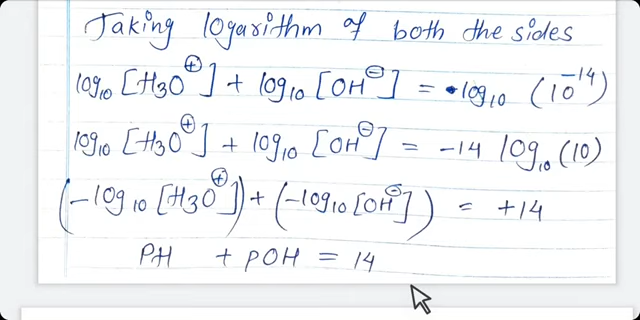 Taking logarithm of both the sides
log₁₀ [H3O⊕] + log₁₀ [OH⊖] = log₁₀ (10⁻¹⁴)
log₁₀ [H3O⊕] + log₁₀ [OH⊖] = -14 log₁₀ (10)
(-log₁₀ [H3O⊕]) + (-log₁₀ [OH⊖]) = +14
PH + POH = 14